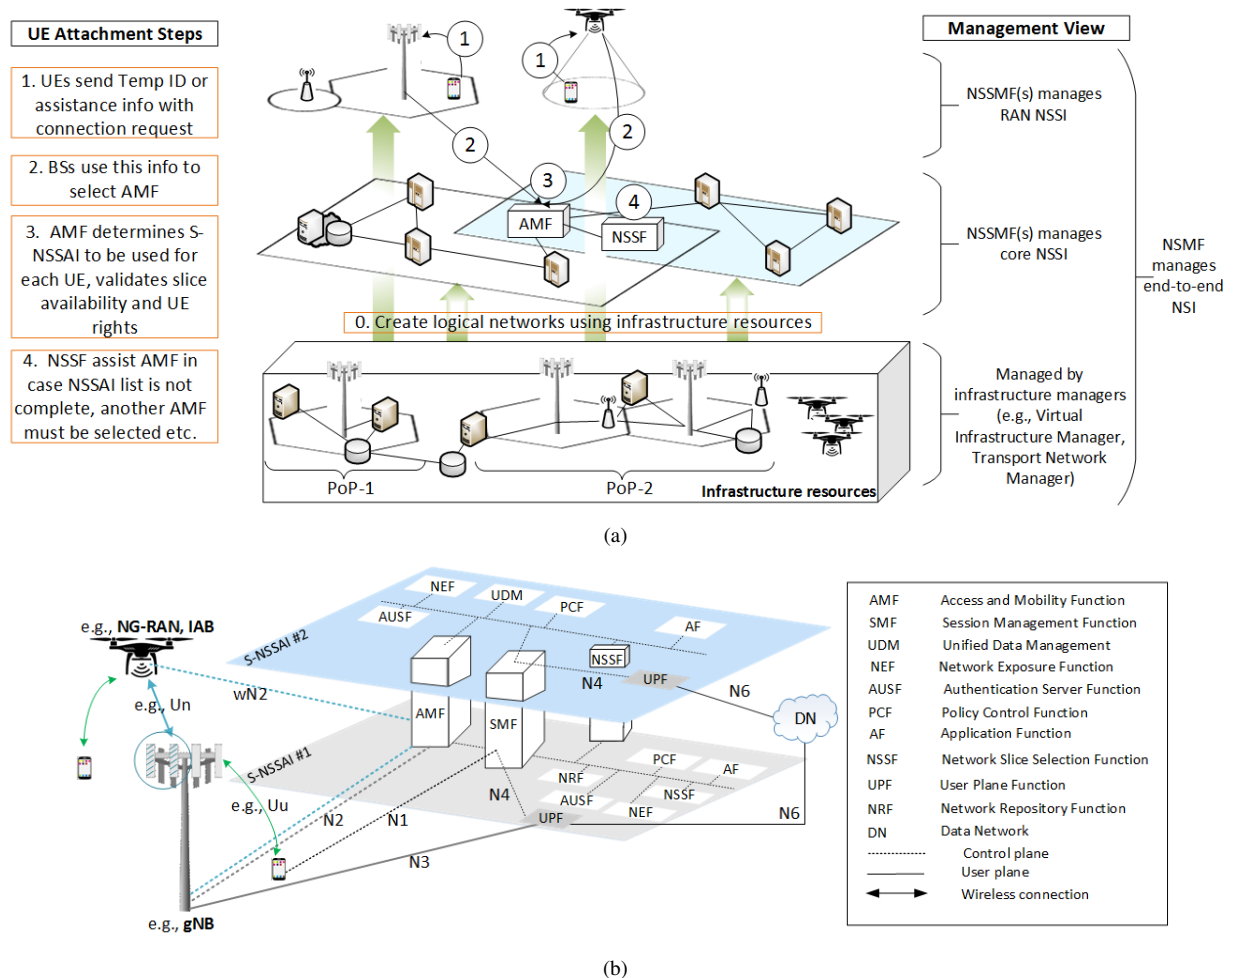 UE Attachment Steps
1. UEs send Temp ID or
assistance info with
connection request
2. BSs use this info to
select AMF
3. AMF determines S-
NSSAI to be used for
each UE, validates slice
availability and UE
rights
4. NSSF assist AMF in
case NSSAI list is not
complete, another AMF
must be selected etc.
1
1
2
2
3
4
AMF
NSSF
0. Create logical networks using infrastructure resources
PoP-1
PoP-2
Infrastructure resources
Management View
NSSMF(s) manages
RAN NSSI
NSSMF(s) manages
core NSSI
Managed by
infrastructure managers
(e.g., Virtual
Infrastructure Manager,
Transport Network
Manager)
NSMF
manages
end-to-end
NSI
(a)
e.g., NG-RAN, IAB
e.g., Un
wN2
S-NSSAI #2
NEF
UDM
PCF
AUSF
AF
NSSF
N4
UPF
N6
DN
AMF
SMF
S-NSSAI #1
e.g., Uu
N2
N1
N4
NRF
PCF
AF
AUSF
NSSF
NEF
UPF
N6
N3
e.g., gNB
AMF Access and Mobility Function
SMF Session Management Function
UDM Unified Data Management
NEF Network Exposure Function
AUSF Authentication Server Function
PCF Policy Control Function
AF Application Function
NSSF Network Slice Selection Function
UPF User Plane Function
NRF Network Repository Function
DN Data Network
Control plane
User plane
Wireless connection
(b)